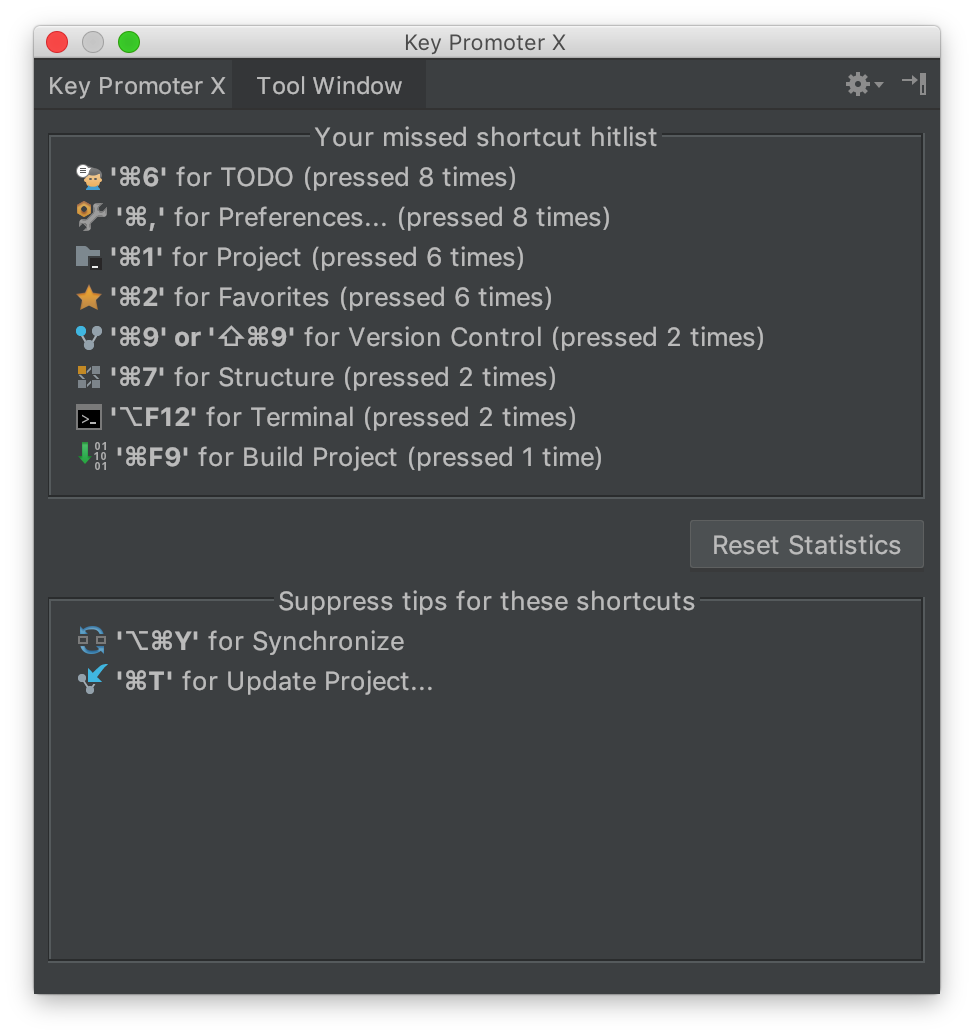 Key Promoter X
Key Promoter X Tool Window
Your missed shortcut hitlist
'⌘6' for TODO (pressed 8 times)
'⌘,' for Preferences... (pressed 8 times)
'⌘1' for Project (pressed 6 times)
'⌘2' for Favorites (pressed 6 times)
'⌘9' or '⇧⌘9' for Version Control (pressed 2 times)
'⌘7' for Structure (pressed 2 times)
'⌥F12' for Terminal (pressed 2 times)
'⌘F9' for Build Project (pressed 1 time)
Reset Statistics
Suppress tips for these shortcuts
'⌥⌘Y' for Synchronize
'⌘T' for Update Project...